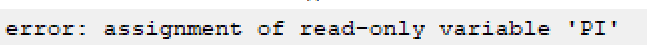 error: assignment of read-only variable 'PI'